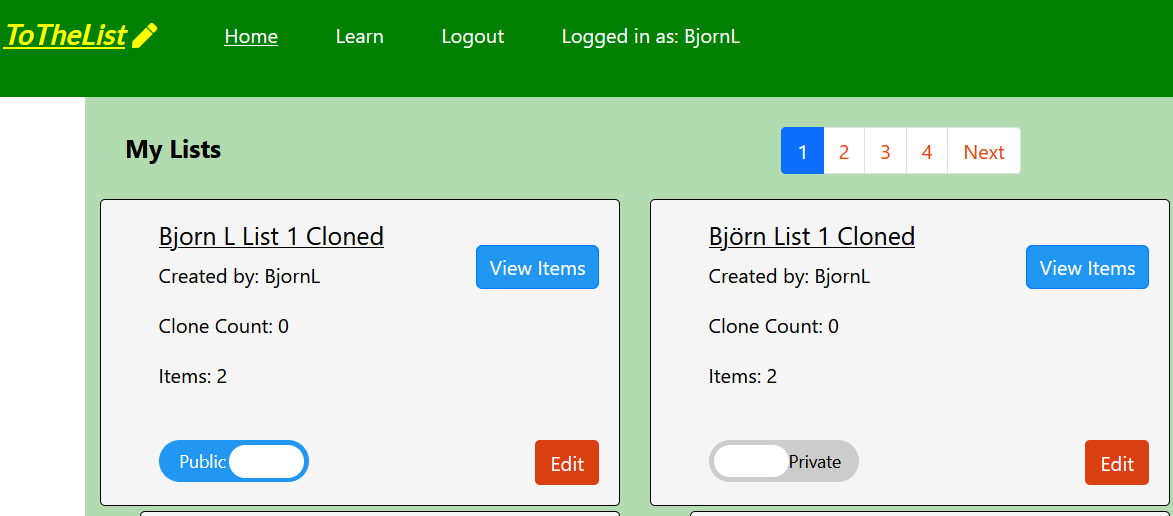 ToTheList Home Learn Logout Logged in as: BjornL
My Lists 1 2 3 4 Next
Bjorn L List 1 Cloned
Created by: BjornL
View Items
Clone Count: 0
Items: 2
Public Edit
Björn List 1 Cloned
Created by: BjornL
View Items
Clone Count: 0
Items: 2
Private Edit